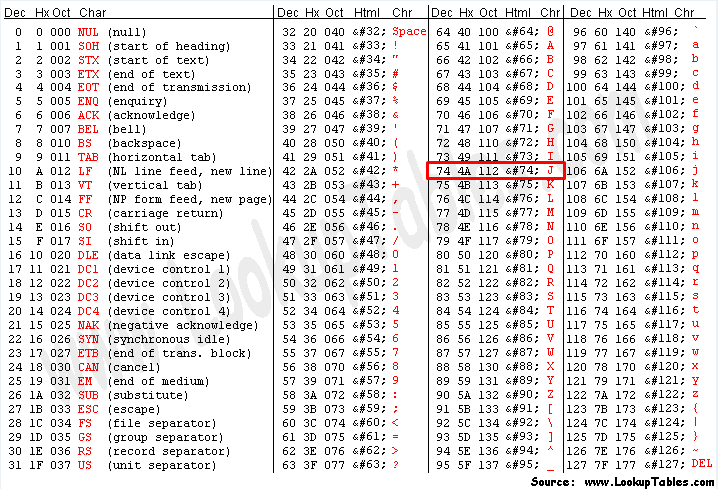 Dec Hx Oct Char Dec Hx Oct Html Chr Dec Hx Oct Html Chr Dec Hx Oct Html Chr
0 0 000 NUL (null) 32 20 040 &#32; Space 64 40 100 &#64; @ 96 60 140 &#96; `
1 1 001 SOH (start of heading) 33 21 041 &#33; ! 65 41 101 &#65; A 97 61 141 &#97; a
2 2 002 STX (start of text) 34 22 042 &#34; " 66 42 102 &#66; B 98 62 142 &#98; b
3 3 003 ETX (end of text) 35 23 043 &#35; # 67 43 103 &#67; C 99 63 143 &#99; c
4 4 004 EOT (end of transmission) 36 24 044 &#36; $ 68 44 104 &#68; D 100 64 144 &#100; d
5 5 005 ENQ (enquiry) 37 25 045 &#37; % 69 45 105 &#69; E 101 65 145 &#101; e
6 6 006 ACK (acknowledge) 38 26 046 &#38; & 70 46 106 &#70; F 102 66 146 &#102; f
7 7 007 BEL (bell) 39 27 047 &#39; ' 71 47 107 &#71; G 103 67 147 &#103; g
8 8 010 BS (backspace) 40 28 050 &#40; ( 72 48 110 &#72; H 104 68 150 &#104; h
9 9 011 TAB (horizontal tab) 41 29 051 &#41; ) 73 49 111 &#73; I 105 69 151 &#105; i
10 A 012 LF (NL line feed, new line) 42 2A 052 &#42; * 74 4A 112 &#74; J 106 6A 152 &#106; j
11 B 013 VT (vertical tab) 43 2B 053 &#43; + 75 4B 113 &#75; K 107 6B 153 &#107; k
12 C 014 FF (NP form feed, new page) 44 2C 054 &#44; , 76 4C 114 &#76; L 108 6C 154 &#108; l
13 D 015 CR (carriage return) 45 2D 055 &#45; - 77 4D 115 &#77; M 109 6D 155 &#109; m
14 E 016 SO (shift out) 46 2E 056 &#46; . 78 4E 116 &#78; N 110 6E 156 &#110; n
15 F 017 SI (shift in) 47 2F 057 &#47; / 79 4F 117 &#79; O 111 6F 157 &#111; o
16 10 020 DLE (data link escape) 48 30 060 &#48; 0 80 50 120 &#80; P 112 70 160 &#112; p
17 11 021 DC1 (device control 1) 49 31 061 &#49; 1 81 51 121 &#81; Q 113 71 161 &#113; q
18 12 022 DC2 (device control 2) 50 32 062 &#50; 2 82 52 122 &#82; R 114 72 162 &#114; r
19 13 023 DC3 (device control 3) 51 33 063 &#51; 3 83 53 123 &#83; S 115 73 163 &#115; s
20 14 024 DC4 (device control 4) 52 34 064 &#52; 4 84 54 124 &#84; T 116 74 164 &#116; t
21 15 025 NAK (negative acknowledge) 53 35 065 &#53; 5 85 55 125 &#85; U 117 75 165 &#117; u
22 16 026 SYN (synchronous idle) 54 36 066 &#54; 6 86 56 126 &#86; V 118 76 166 &#118; v
23 17 027 ETB (end of trans. block) 55 37 067 &#55; 7 87 57 127 &#87; W 119 77 167 &#119; w
24 18 030 CAN (cancel) 56 38 070 &#56; 8 88 58 130 &#88; X 120 78 170 &#120; x
25 19 031 EM (end of medium) 57 39 071 &#57; 9 89 59 131 &#89; Y 121 79 171 &#121; y
26 1A 032 SUB (substitute) 58 3A 072 &#58; : 90 5A 132 &#90; Z 122 7A 172 &#122; z
27 1B 033 ESC (escape) 59 3B 073 &#59; ; 91 5B 133 &#91; [ 123 7B 173 &#123; {
28 1C 034 FS (file separator) 60 3C 074 &#60; < 92 5C 134 &#92; \ 124 7C 174 &#124; |
29 1D 035 GS (group separator) 61 3D 075 &#61; = 93 5D 135 &#93; ] 125 7D 175 &#125; }
30 1E 036 RS (record separator) 62 3E 076 &#62; > 94 5E 136 &#94; ^ 126 7E 176 &#126; ~
31 1F 037 US (unit separator) 63 3F 077 &#63; ? 95 5F 137 &#95; _ 127 7F 177 &#127; DEL
Source: www.LookupTables.com